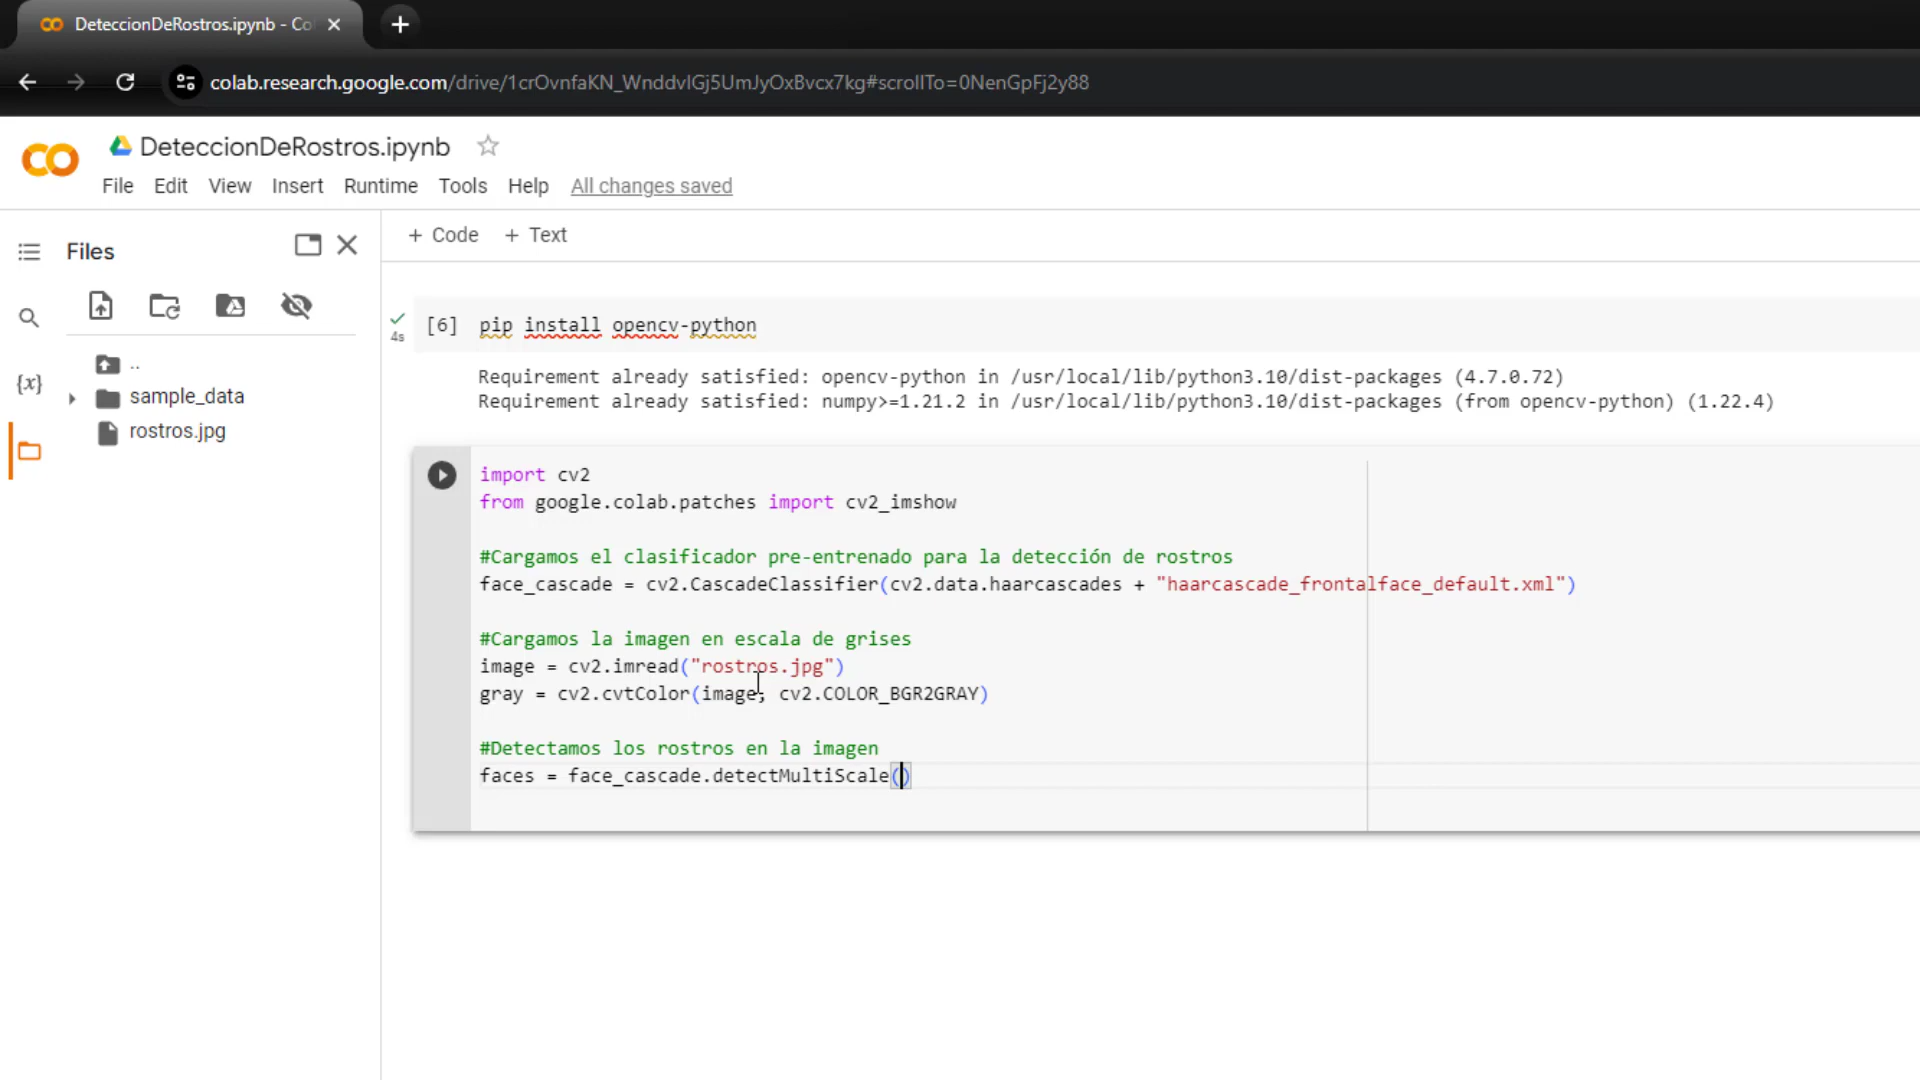 DeteccionDeRostros.ipynb - Co
colab.research.google.com/drive/1crOvnfaKN_WnddvlGj5UmJyOxBvcx7kg#scrollTo=0NenGpFj2y88
DeteccionDeRostros.ipynb
File Edit View Insert Runtime Tools Help All changes saved
Files
+ Code + Text
..
sample_data
rostros.jpg
{x}
4s
[6] pip install opencv-python
Requirement already satisfied: opencv-python in /usr/local/lib/python3.10/dist-packages (4.7.0.72)
Requirement already satisfied: numpy>=1.21.2 in /usr/local/lib/python3.10/dist-packages (from opencv-python) (1.22.4)
import cv2
from google.colab.patches import cv2_imshow
#Cargamos el clasificador pre-entrenado para la detección de rostros
face_cascade = cv2.CascadeClassifier(cv2.data.haarcascades + "haarcascade_frontalface_default.xml")
#Cargamos la imagen en escala de grises
image = cv2.imread("rostros.jpg")
gray = cv2.cvtColor(image, cv2.COLOR_BGR2GRAY)
#Detectamos los rostros en la imagen
faces = face_cascade.detectMultiScale()